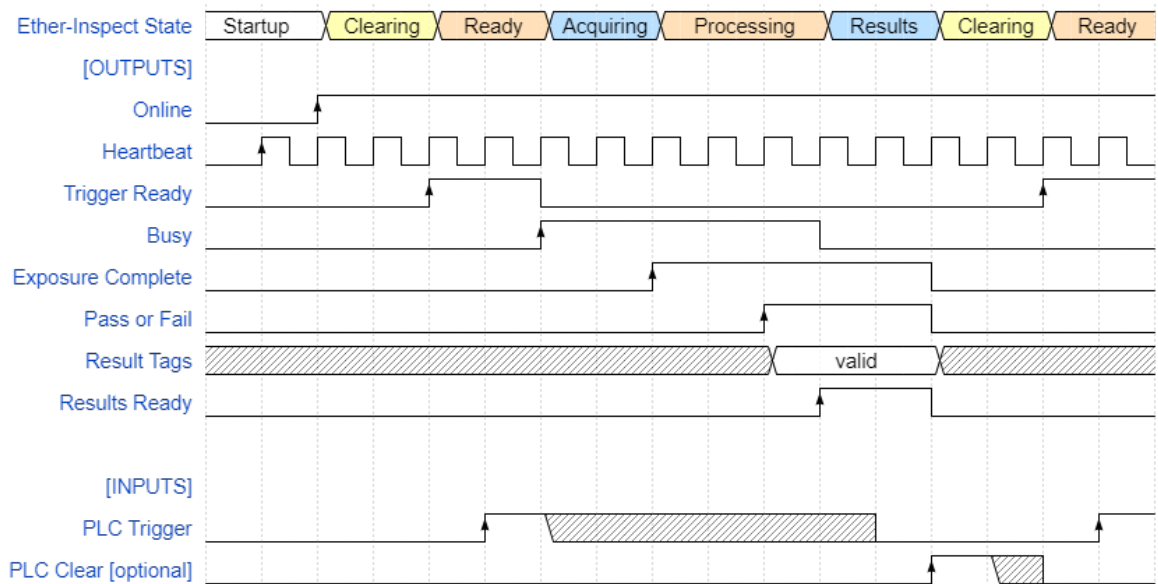 Ether-Inspect State Startup Clearing Ready Acquiring Processing Results Clearing Ready
[OUTPUTS]
Online
Heartbeat
Trigger Ready
Busy
Exposure Complete
Pass or Fail
Result Tags valid
Results Ready
[INPUTS]
PLC Trigger
PLC Clear [optional]